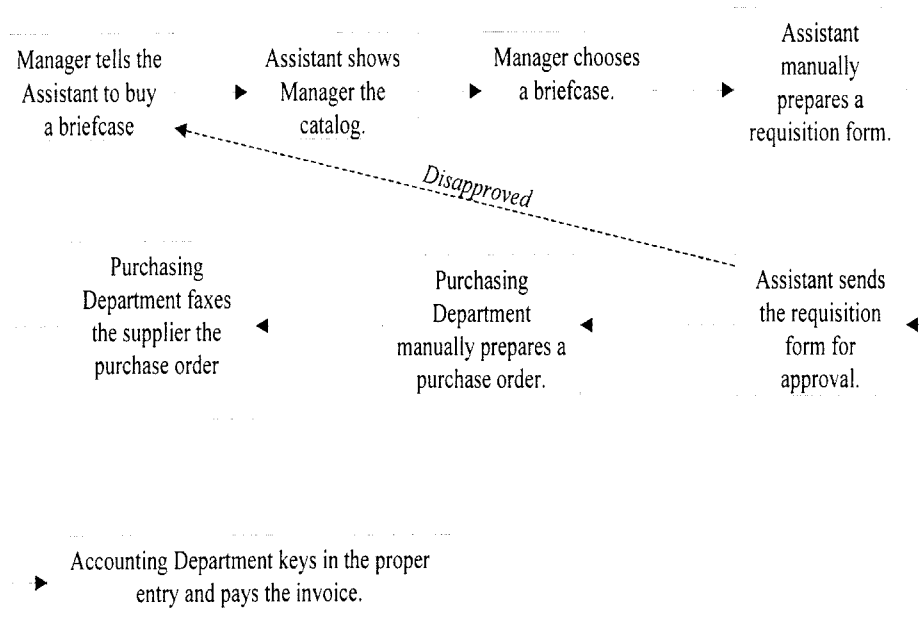 Manager tells the
Assistant to buy
a briefcase
Assistant shows
Manager the
catalog.
Manager chooses
a briefcase.
Assistant
manually
prepares a
requisition form.
Disapproved
Purchasing
Department faxes
the supplier the
purchase order
Purchasing
Department
manually prepares a
purchase order.
Assistant sends
the requisition
form for
approval.
Accounting Department keys in the proper
entry and pays the invoice.